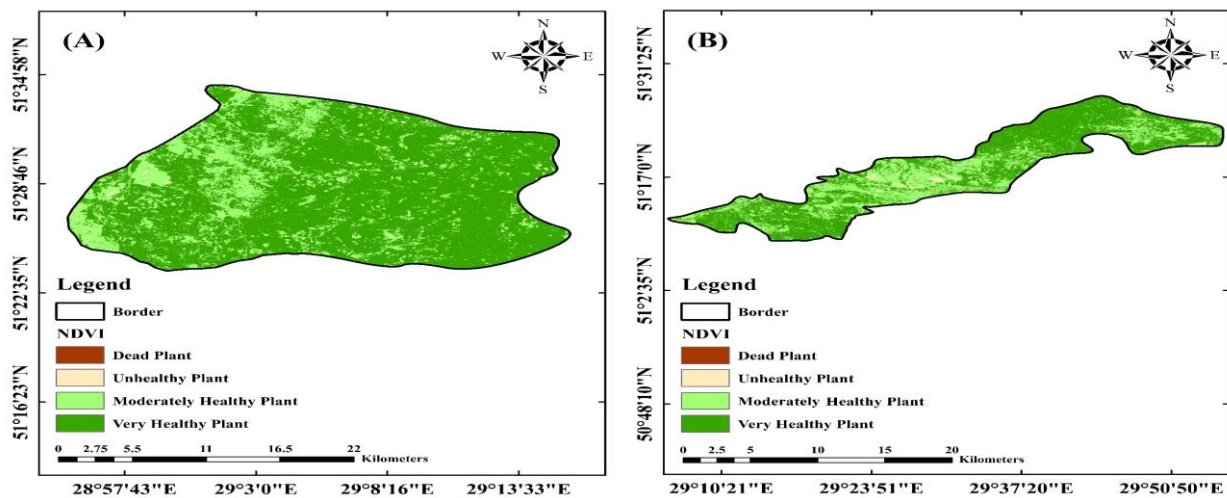 (A)
N
W E
S
51°34'58"N
51°28'46"N
51°22'35"N
51°16'23"N
Legend
Border
NDVI
Dead Plant
Unhealthy Plant
Moderately Healthy Plant
Very Healthy Plant
0 2.75 5.5 11 16.5 22
Kilometers
28°57'43"E 29°3'0"E 29°8'16"E 29°13'33"E
(B)
N
W E
S
51°31'25"N
51°17'0"N
51°2'35"N
50°48'10"N
Legend
Border
NDVI
Dead Plant
Unhealthy Plant
Moderately Healthy Plant
Very Healthy Plant
0 2.5 5 10 15 20
Kilometers
29°10'21"E 29°23'51"E 29°37'20"E 29°50'50"E